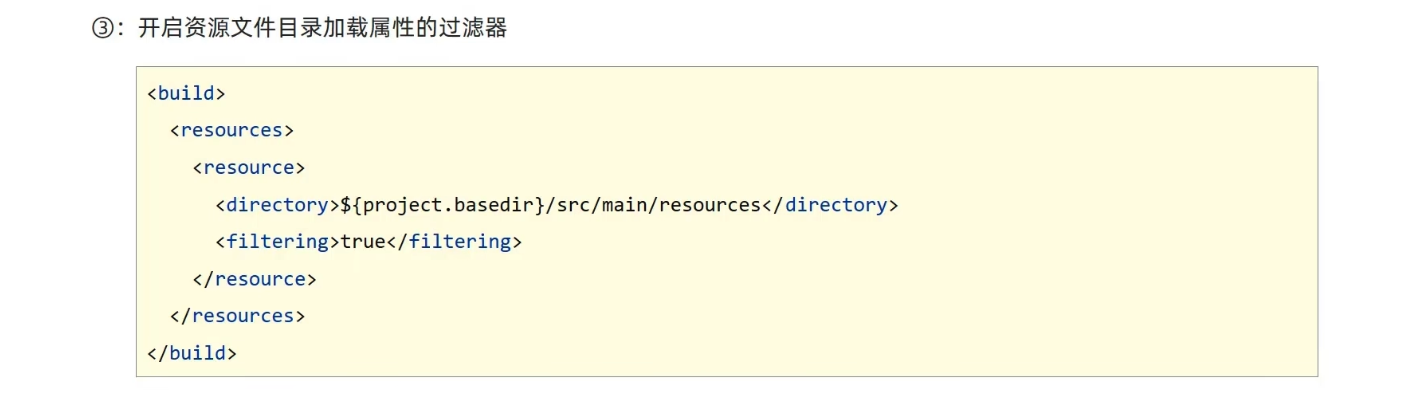 ③：开启资源文件目录加载属性的过滤器
<build>
  <resources>
    <resource>
      <directory>${project.basedir}/src/main/resources</directory>
      <filtering>true</filtering>
    </resource>
  </resources>
</build>